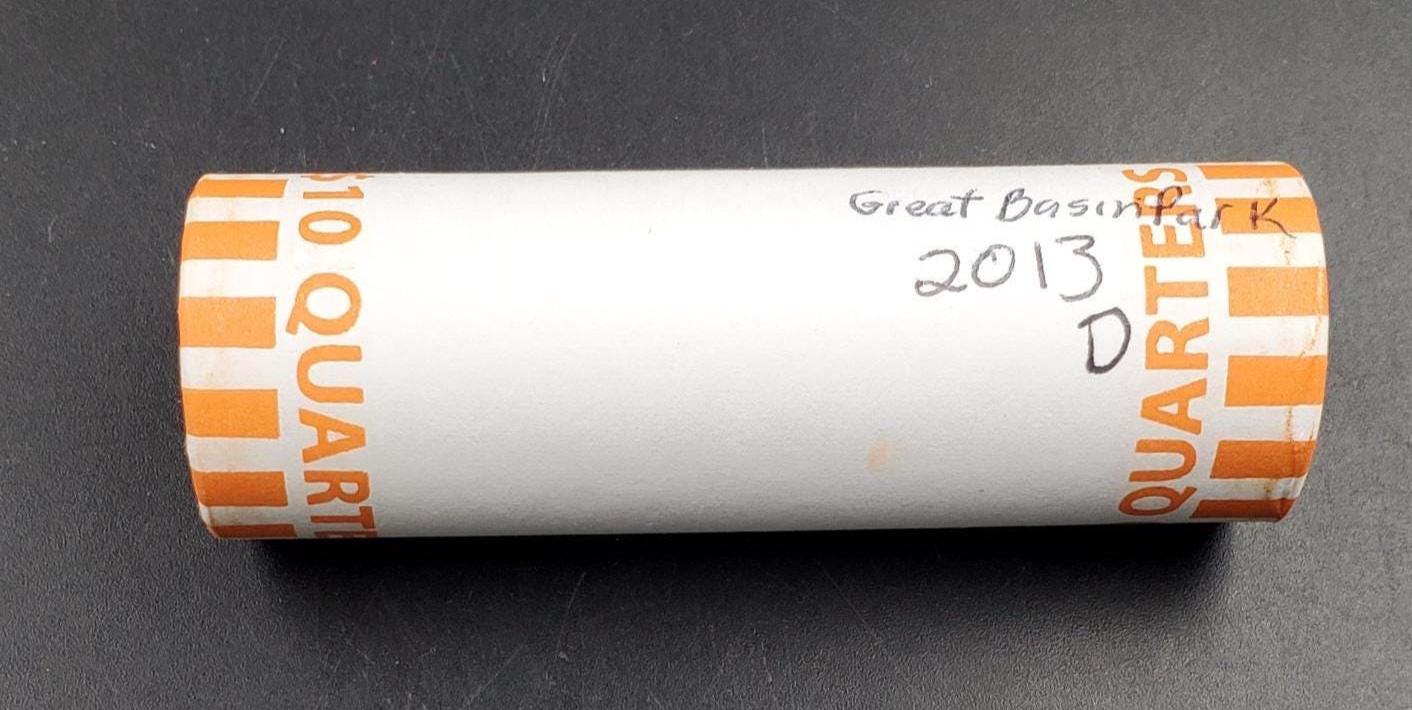 $10 QUARTE
Great Basin Park
2013
D
QUARTERS